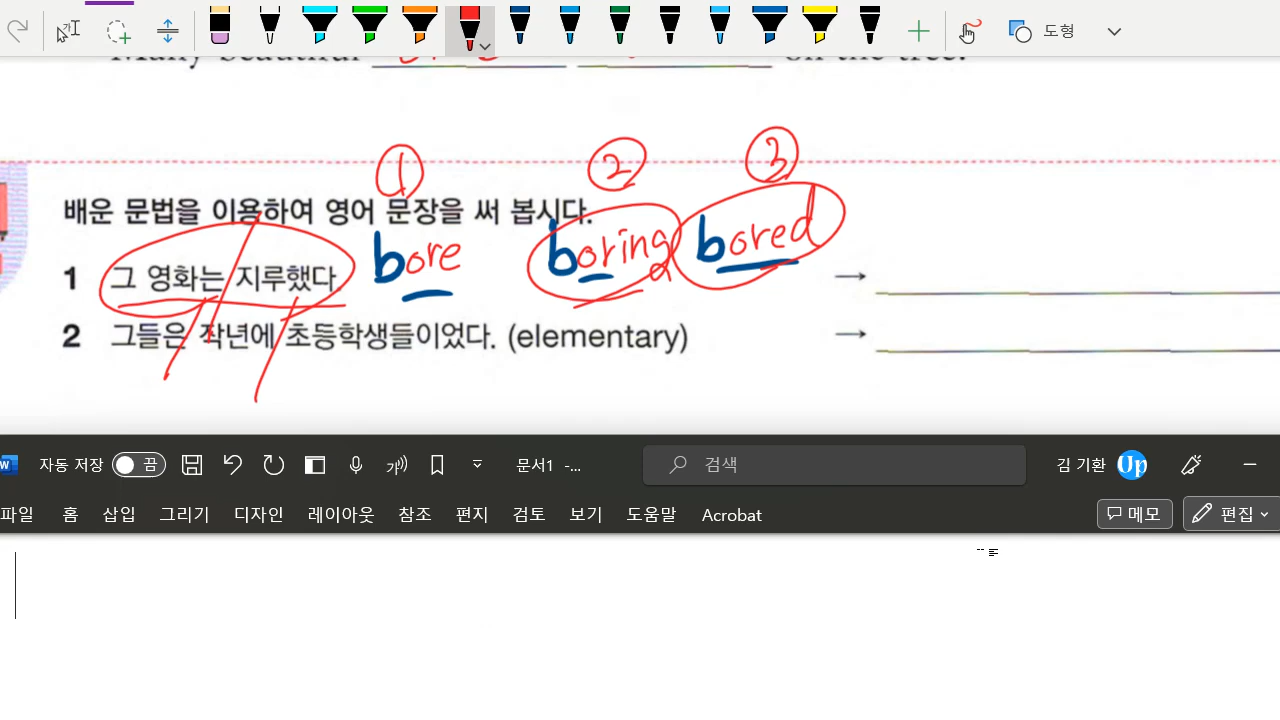 도형
Many beautiful on the tree.
① ② ③
배운 문법을 이용하여 영어 문장을 써 봅시다.
bore boring bored
1 그 영화는 지루했다. →
2 그들은 작년에 초등학생들이었다. (elementary) →
자동 저장 끔 가 문서1 -... 검색 김 기환 Up
파일 홈 삽입 그리기 디자인 레이아웃 참조 편지 검토 보기 도움말 Acrobat 메모 편집